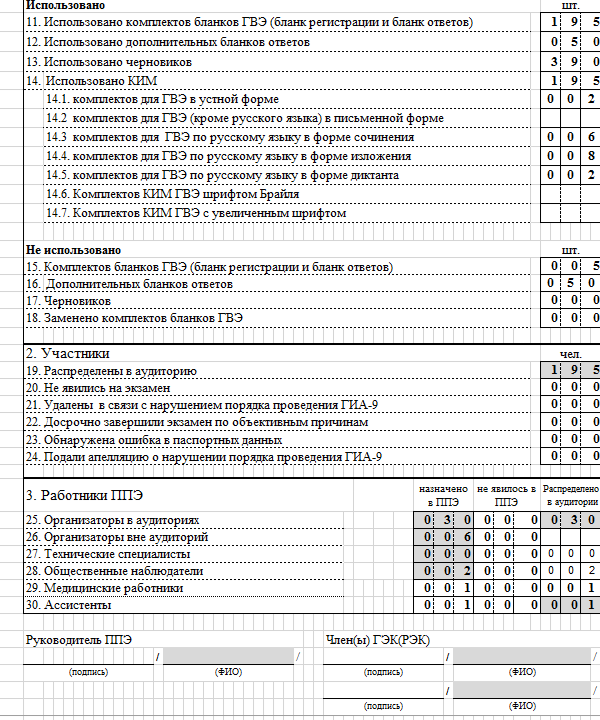 Использовано шт.
11. Использовано комплектов бланков ГВЭ (бланк регистрации и бланк ответов) 1 9 5
12. Использовано дополнительных бланков ответов 0 5 0
13. Использовано черновиков 3 9 0
14. Использовано КИМ 1 9 5
14.1. комплектов для ГВЭ в устной форме 0 0 2
14.2 комплектов для ГВЭ (кроме русского языка) в письменной форме
14.3 комплектов для ГВЭ по русскому языку в форме сочинения 0 0 6
14.4. комплектов для ГВЭ по русскому языку в форме изложения 0 0 8
14.5. комплектов для ГВЭ по русскому языку в форме диктанта 0 0 2
14.6. Комплектов КИМ ГВЭ шрифтом Брайля
14.7. Комплектов КИМ ГВЭ с увеличенным шрифтом
Не использовано шт.
15. Комплектов бланков ГВЭ (бланк регистрации и бланк ответов) 0 0 5
16. Дополнительных бланков ответов 0 5 0
17. Черновиков 0 0 0
18. Заменено комплектов бланков ГВЭ 0 0 0
2. Участники чел.
19. Распределены в аудиторию 1 9 5
20. Не явились на экзамен 0 0 0
21. Удалены в связи с нарушением порядка проведения ГИА-9 0 0 0
22. Досрочно завершили экзамен по объективным причинам 0 0 0
23. Обнаружена ошибка в паспортных данных 0 0 0
24. Подали апелляцию о нарушении порядка проведения ГИА-9 0 0 0
3. Работники ППЭ назначено в ППЭ не явилось в ППЭ Распределено в аудитории
25. Организаторы в аудиториях 0 3 0 0 0 0 0 3 0
26. Организаторы вне аудиторий 0 0 6 0 0 0
27. Технические специалисты 0 0 0 0 0 0 0 0 0
28. Общественные наблюдатели 0 0 2 0 0 0 0 0 2
29. Медицинские работники 0 0 1 0 0 0 0 0 1
30. Ассистенты 0 0 1 0 0 0 0 0 1
Руководитель ППЭ Член(ы) ГЭК(РЭК)
/ / / /
(подпись) (ФИО) (подпись) (ФИО)
/ /
(подпись) (ФИО)